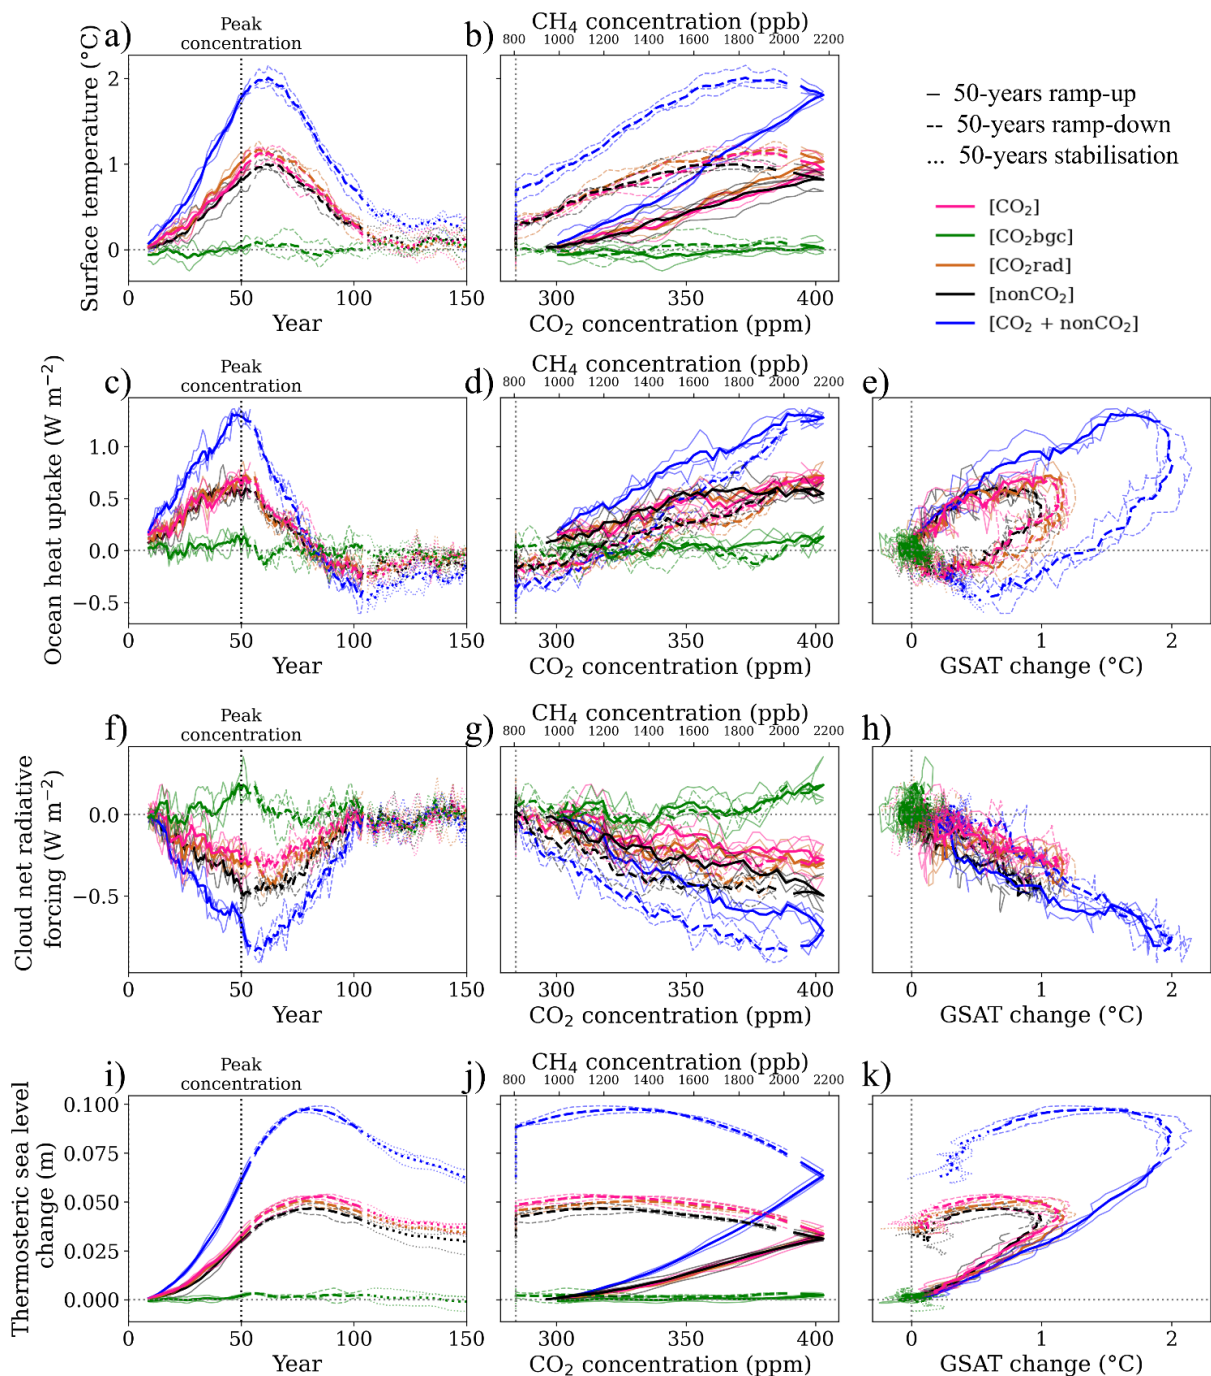 a)
Peak
concentration
Surface temperature (°C)
2
1
0
0 50 100 150
Year
b)
CH₄ concentration (ppb)
800 1000 1200 1400 1600 1800 2000 2200
300 350 400
CO₂ concentration (ppm)
– 50-years ramp-up
-- 50-years ramp-down
... 50-years stabilisation
[CO₂]
[CO₂bgc]
[CO₂rad]
[nonCO₂]
[CO₂ + nonCO₂]
c)
Peak
concentration
Ocean heat uptake (W m⁻²)
1.0
0.5
0.0
−0.5
0 50 100 150
Year
d)
CH₄ concentration (ppb)
800 1000 1200 1400 1600 1800 2000 2200
300 350 400
CO₂ concentration (ppm)
e)
0 1 2
GSAT change (°C)
f)
Peak
concentration
Cloud net radiative
forcing (W m⁻²)
0.0
−0.5
0 50 100 150
Year
g)
CH₄ concentration (ppb)
800 1000 1200 1400 1600 1800 2000 2200
300 350 400
CO₂ concentration (ppm)
h)
0 1 2
GSAT change (°C)
i)
Peak
concentration
Thermosteric sea level
change (m)
0.100
0.075
0.050
0.025
0.000
0 50 100 150
Year
j)
CH₄ concentration (ppb)
800 1000 1200 1400 1600 1800 2000 2200
300 350 400
CO₂ concentration (ppm)
k)
0 1 2
GSAT change (°C)